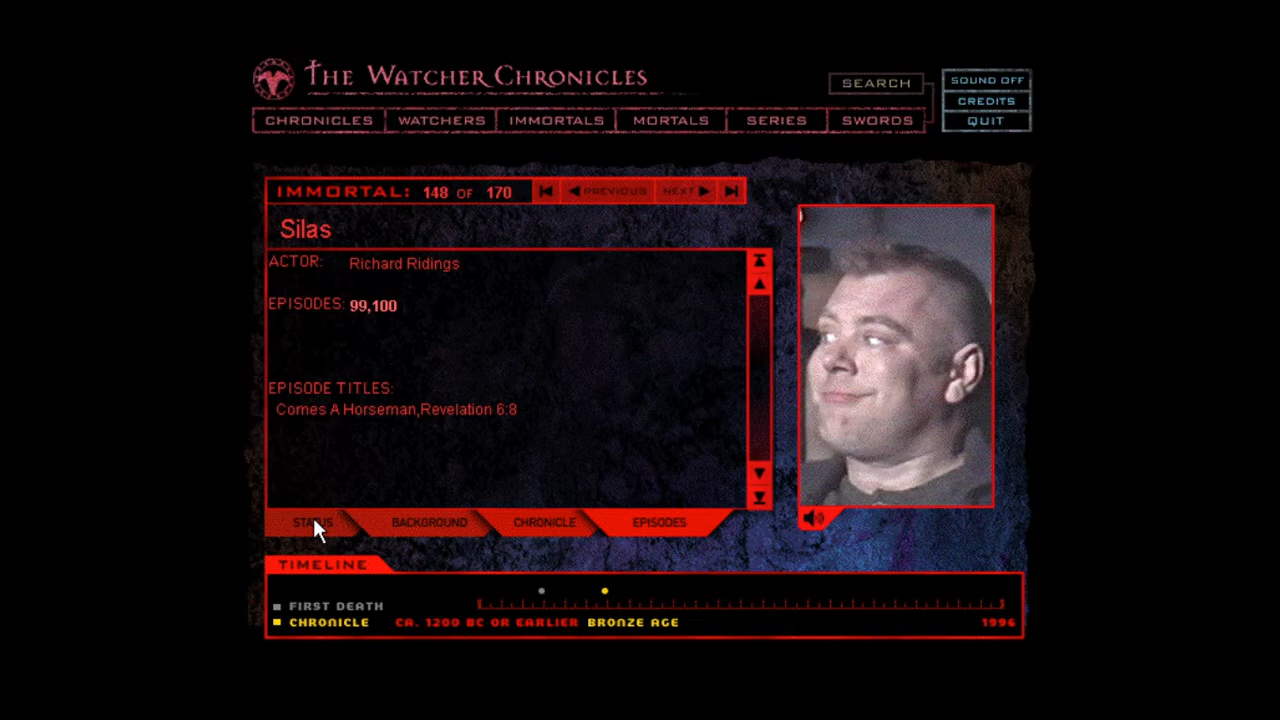 THE WATCHER CHRONICLES
SEARCH
SOUND OFF
CREDITS
QUIT
CHRONICLES WATCHERS IMMORTALS MORTALS SERIES SWORDS
IMMORTAL: 148 OF 170 PREVIOUS NEXT
Silas
ACTOR: Richard Ridings
EPISODES: 99,100
EPISODE TITLES:
Comes A Horseman,Revelation 6:8
STATUS BACKGROUND CHRONICLE EPISODES
TIMELINE
FIRST DEATH
CHRONICLE CA. 1200 BC OR EARLIER BRONZE AGE 1996